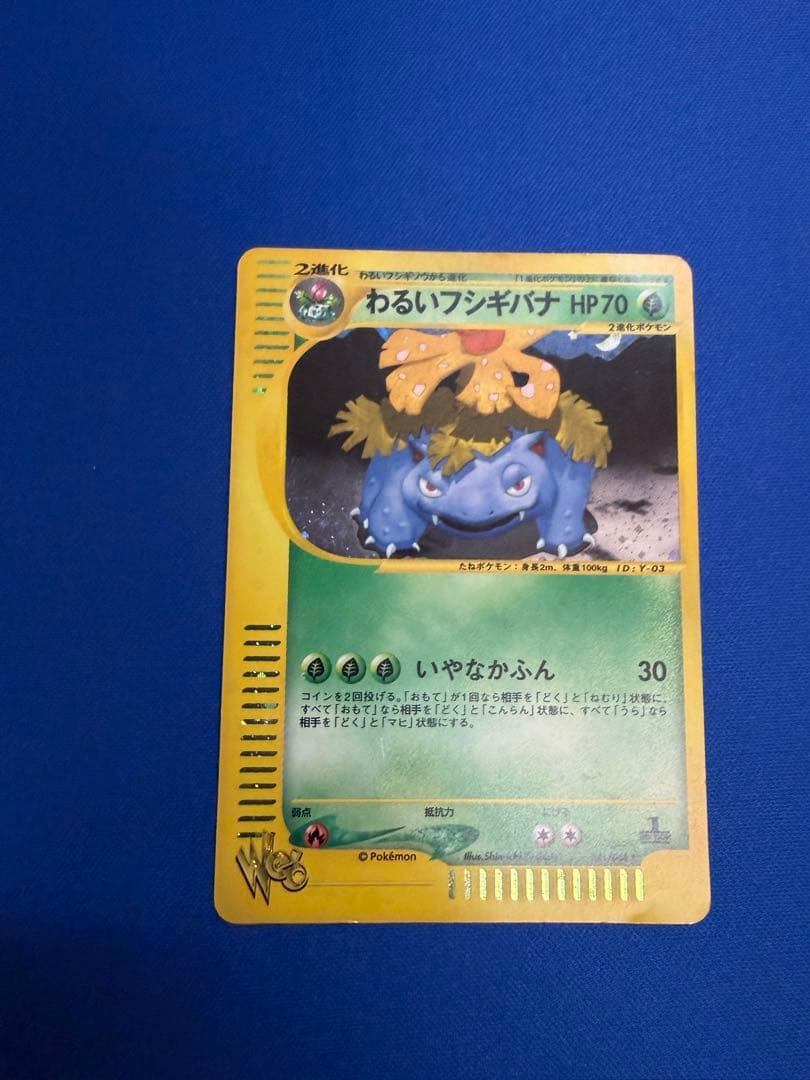 2進化 わるいフシギソウから進化
わるいフシギバナ HP70
2進化ポケモン
たねポケモン：身長2m、体重100kg ID：Y-03
いやなかふん 30
コインを2回投げる。「おもて」が1回なら相手を「どく」と「ねむり」状態に、
すべて「おもて」なら相手を「どく」と「こんらん」状態に、すべて「うら」なら
相手を「どく」と「マヒ」状態にする。
弱点 抵抗力 にげる
© Pokémon Illus. Shin-ichi
Web
1